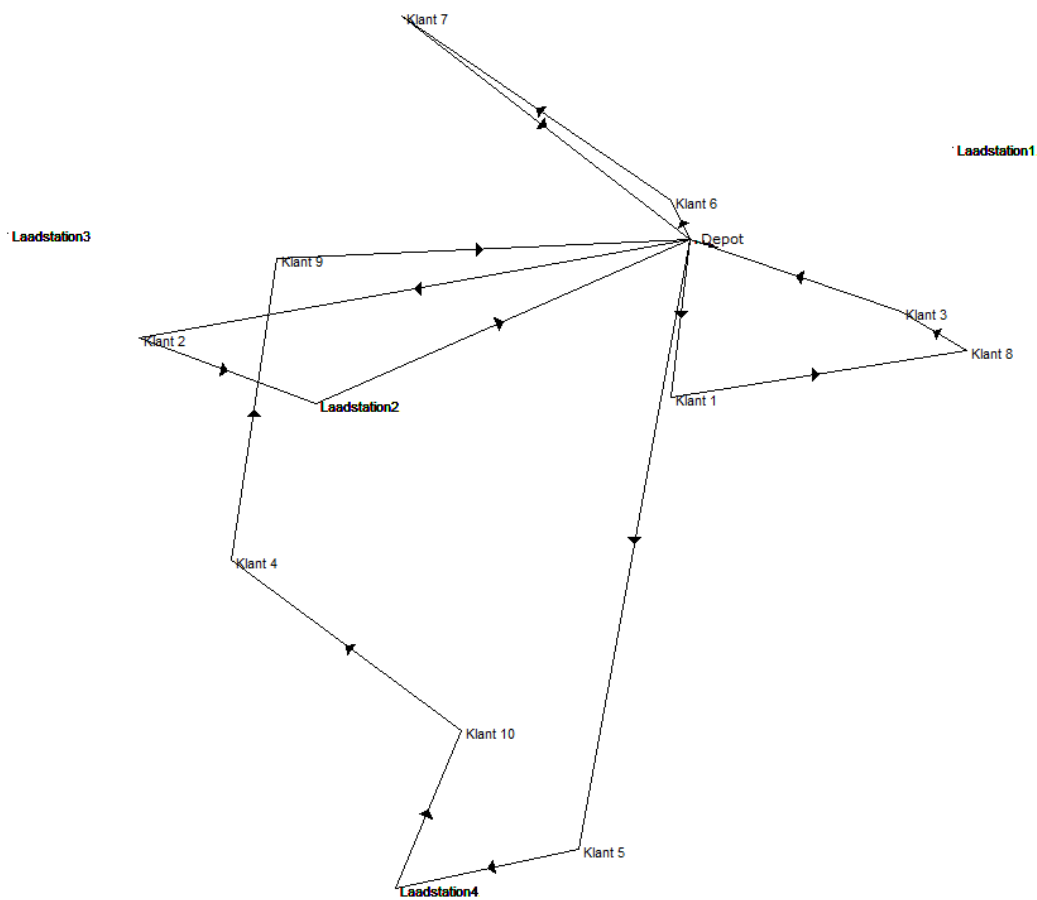 Klant 7
Laadstation1
Klant 6
Laadstation3
Depot
Klant 9
Klant 3
Klant 2
Klant 8
Klant 1
Laadstation2
Klant 4
Klant 10
Klant 5
Laadstation4